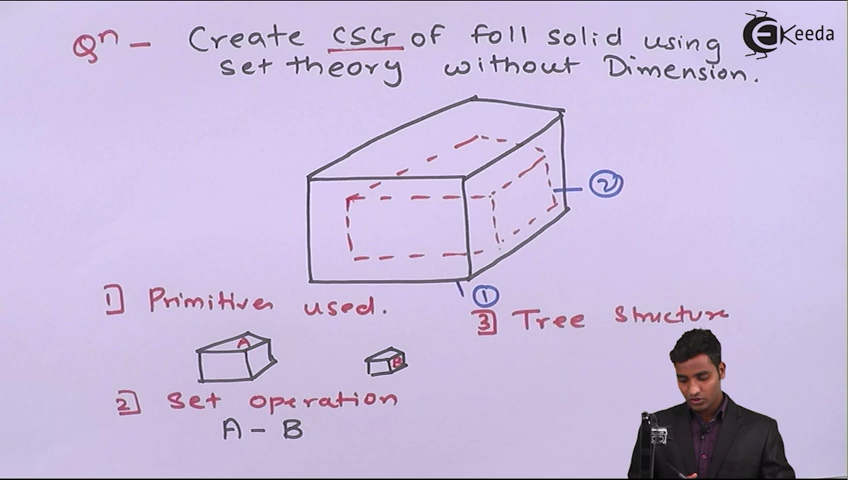 Qn - Create CSG of foll solid using
set theory without Dimension.
EKeeda
2
1
1] Primitives used.
3] Tree Structure
A
B
2] Set operation
A - B